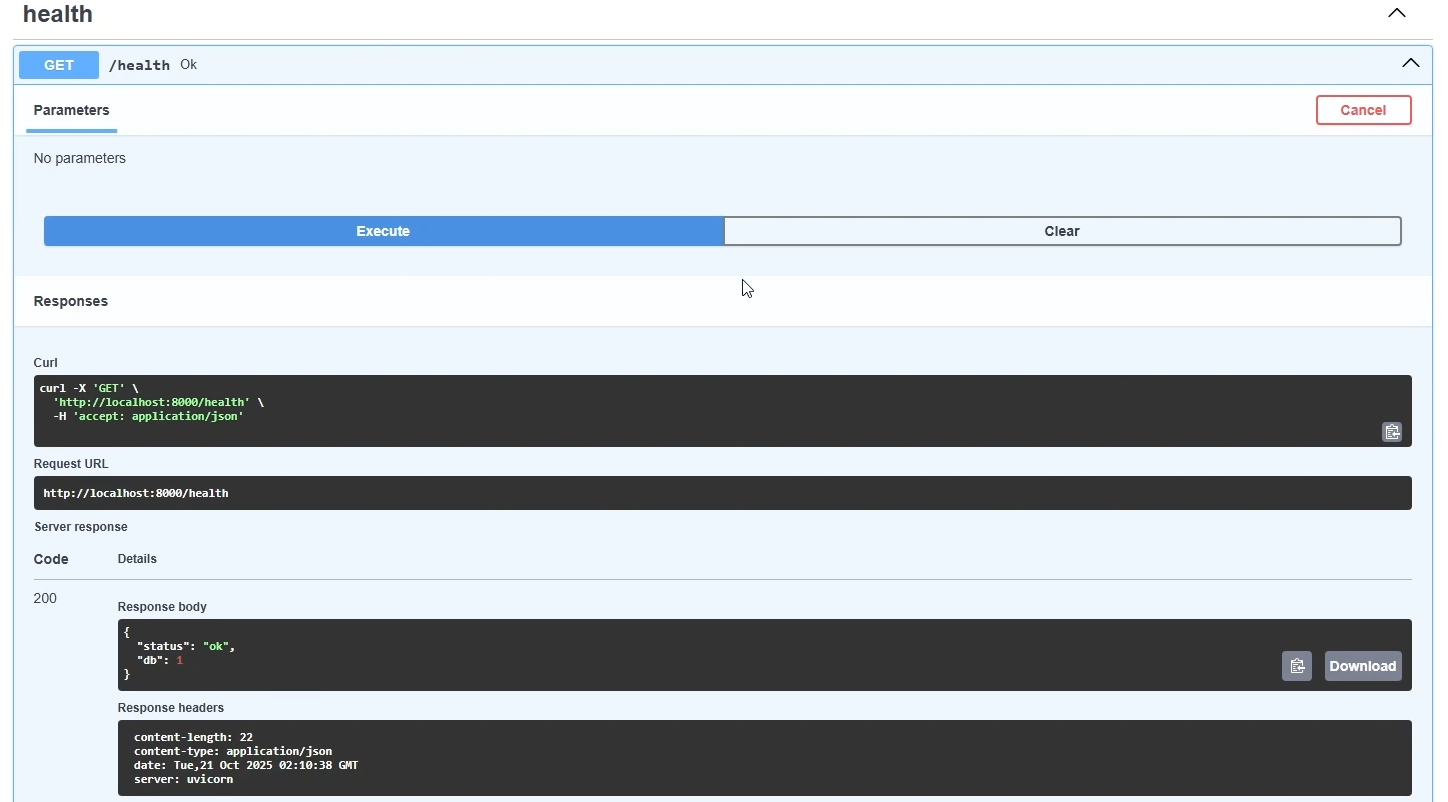 health
GET /health Ok
Parameters
Cancel
No parameters
Execute
Clear
Responses
Curl
curl -X 'GET' \
  'http://localhost:8000/health' \
  -H 'accept: application/json'
Request URL
http://localhost:8000/health
Server response
Code Details
200
Response body
{
  "status": "ok",
  "db": 1
}
Download
Response headers
content-length: 22
content-type: application/json
date: Tue,21 Oct 2025 02:10:38 GMT
server: uvicorn